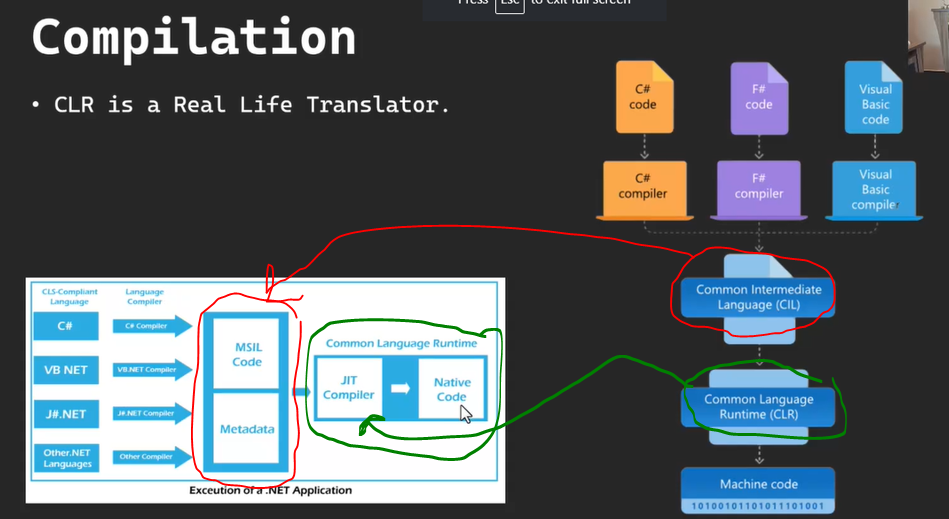 Press Esc to exit full screen
Compilation
• CLR is a Real Life Translator.
C#
code
F#
code
Visual
Basic
code
C#
compiler
F#
compiler
Visual
Basic
compiler
Common Intermediate
Language (CIL)
Common Language
Runtime (CLR)
Machine code
10100101101011101001
CLS-Compliant
Language
Language
Compiler
C#
C# Compiler
VB NET
VB.NET Compiler
J#.NET
J#.NET Compiler
Other.NET
Languages
Other Compiler
MSIL
Code
Metadata
Common Language Runtime
JIT
Compiler
Native
Code
Exceution of a .NET Application